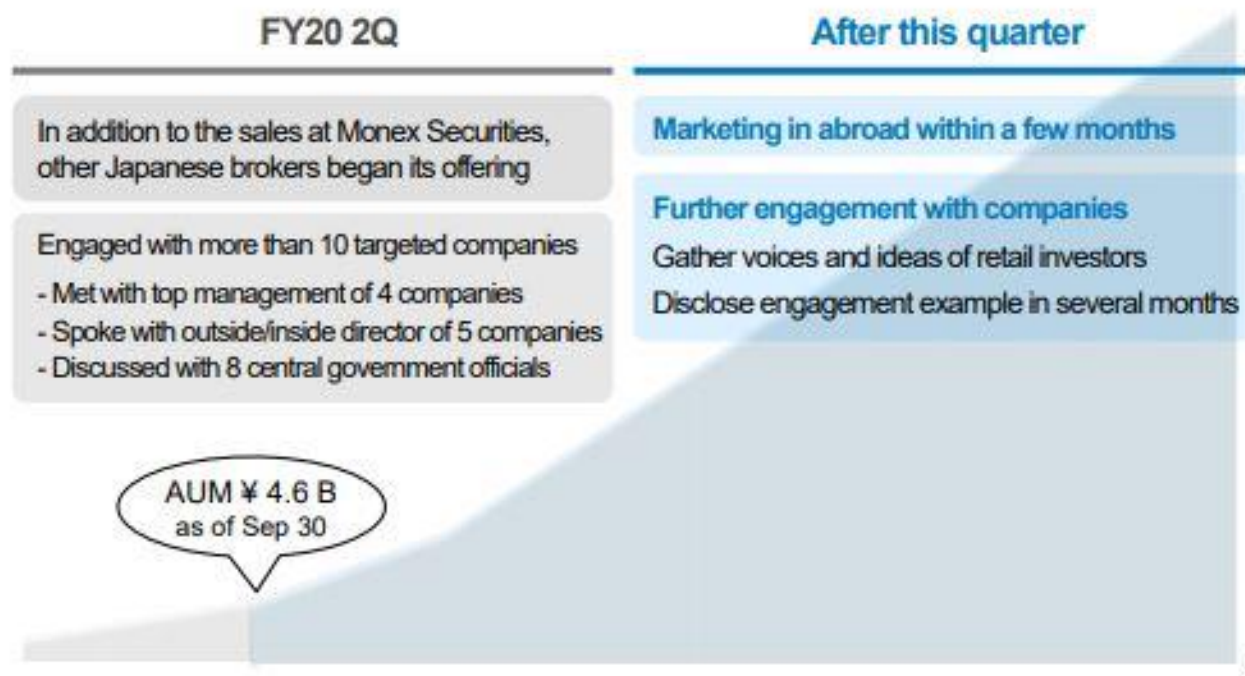 FY20 2Q
In addition to the sales at Monex Securities,
other Japanese brokers began its offering
Engaged with more than 10 targeted companies
- Met with top management of 4 companies
- Spoke with outside/inside director of 5 companies
- Discussed with 8 central government officials
AUM ¥ 4.6 B
as of Sep 30
After this quarter
Marketing in abroad within a few months
Further engagement with companies
Gather voices and ideas of retail investors
Disclose engagement example in several months